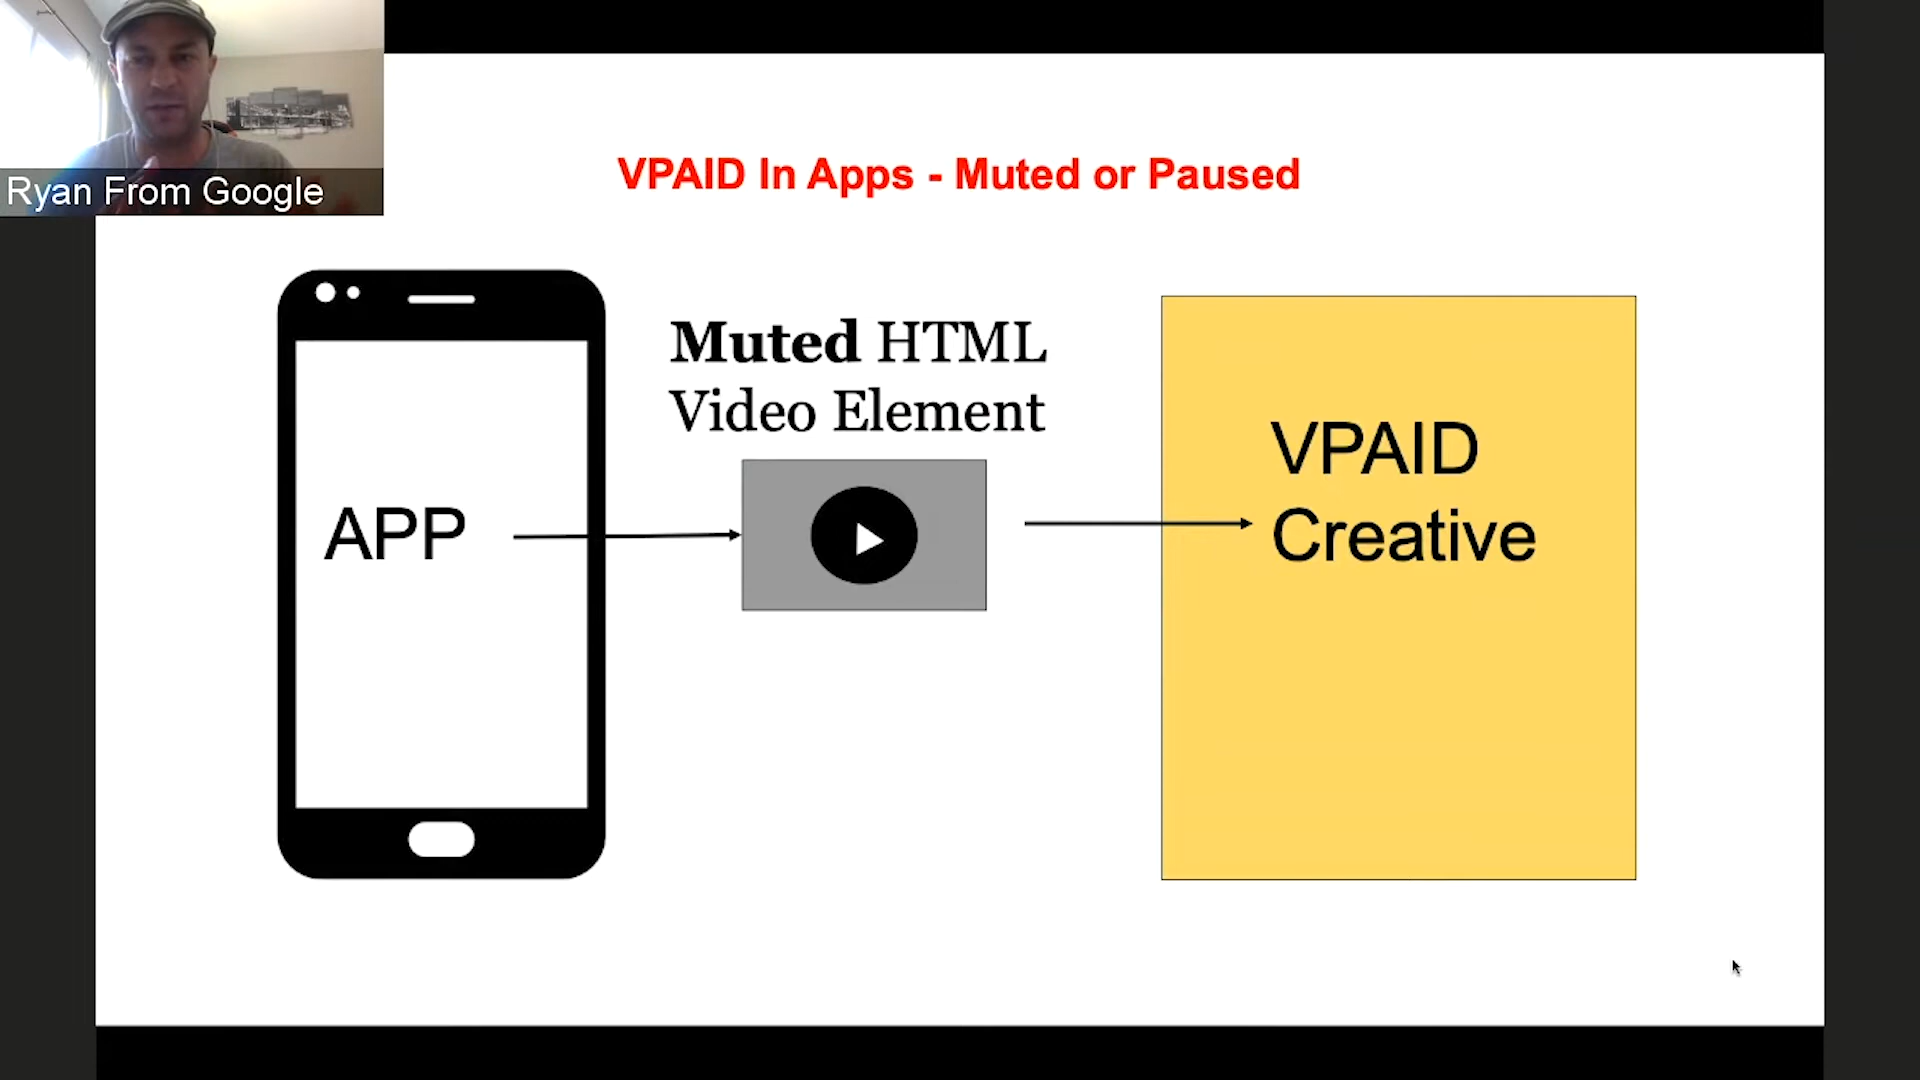 Ryan From Google
VPAID In Apps - Muted or Paused
APP
Muted HTML
Video Element
VPAID
Creative